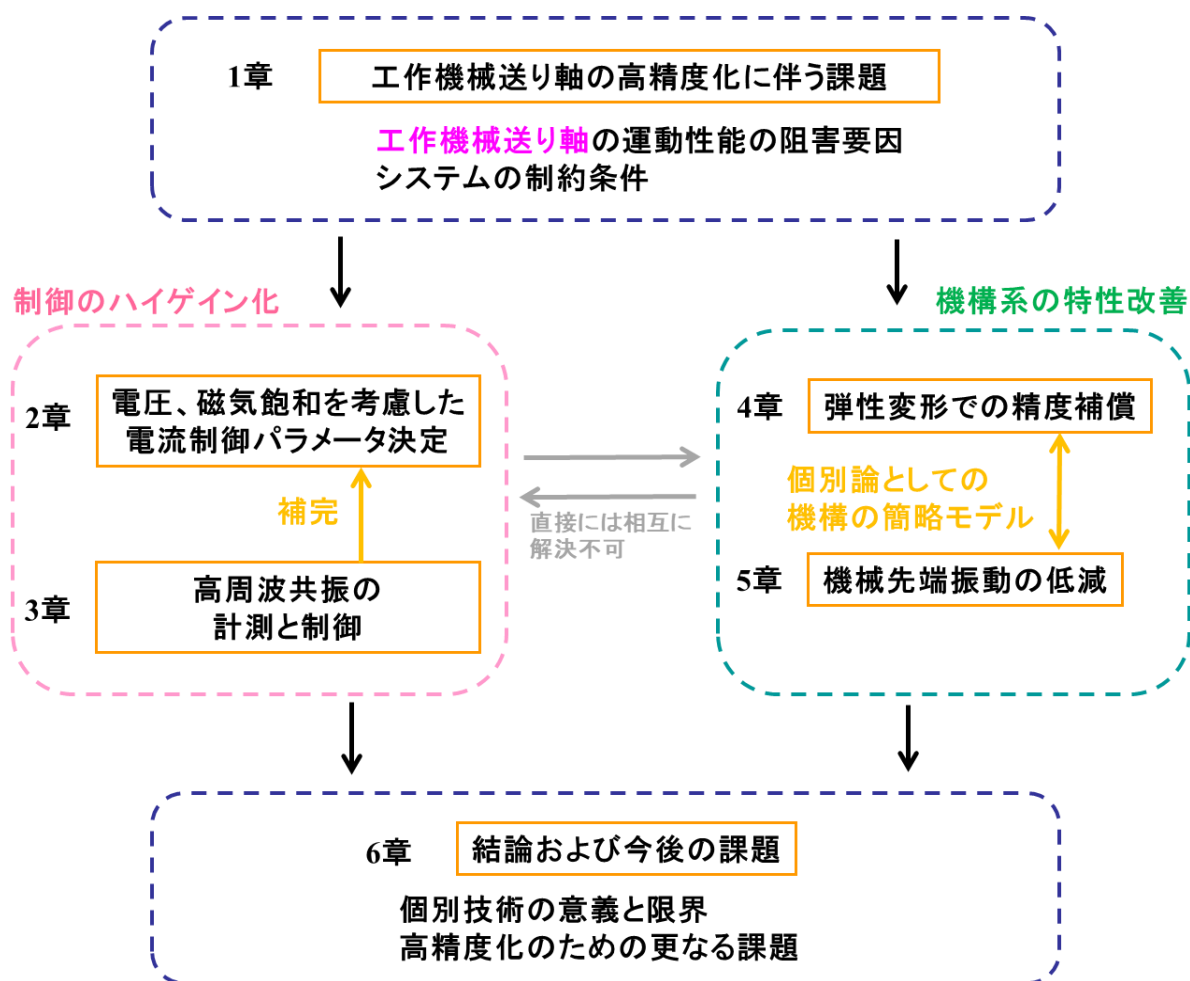 1章
工作機械送り軸の高精度化に伴う課題
工作機械送り軸の運動性能の阻害要因
システムの制約条件
制御のハイゲイン化
2章
電圧、磁気飽和を考慮した
電流制御パラメータ決定
補完
3章
高周波共振の
計測と制御
直接には相互に
解決不可
機構系の特性改善
4章
弾性変形での精度補償
個別論としての
機構の簡略モデル
5章
機械先端振動の低減
6章
結論および今後の課題
個別技術の意義と限界
高精度化のための更なる課題